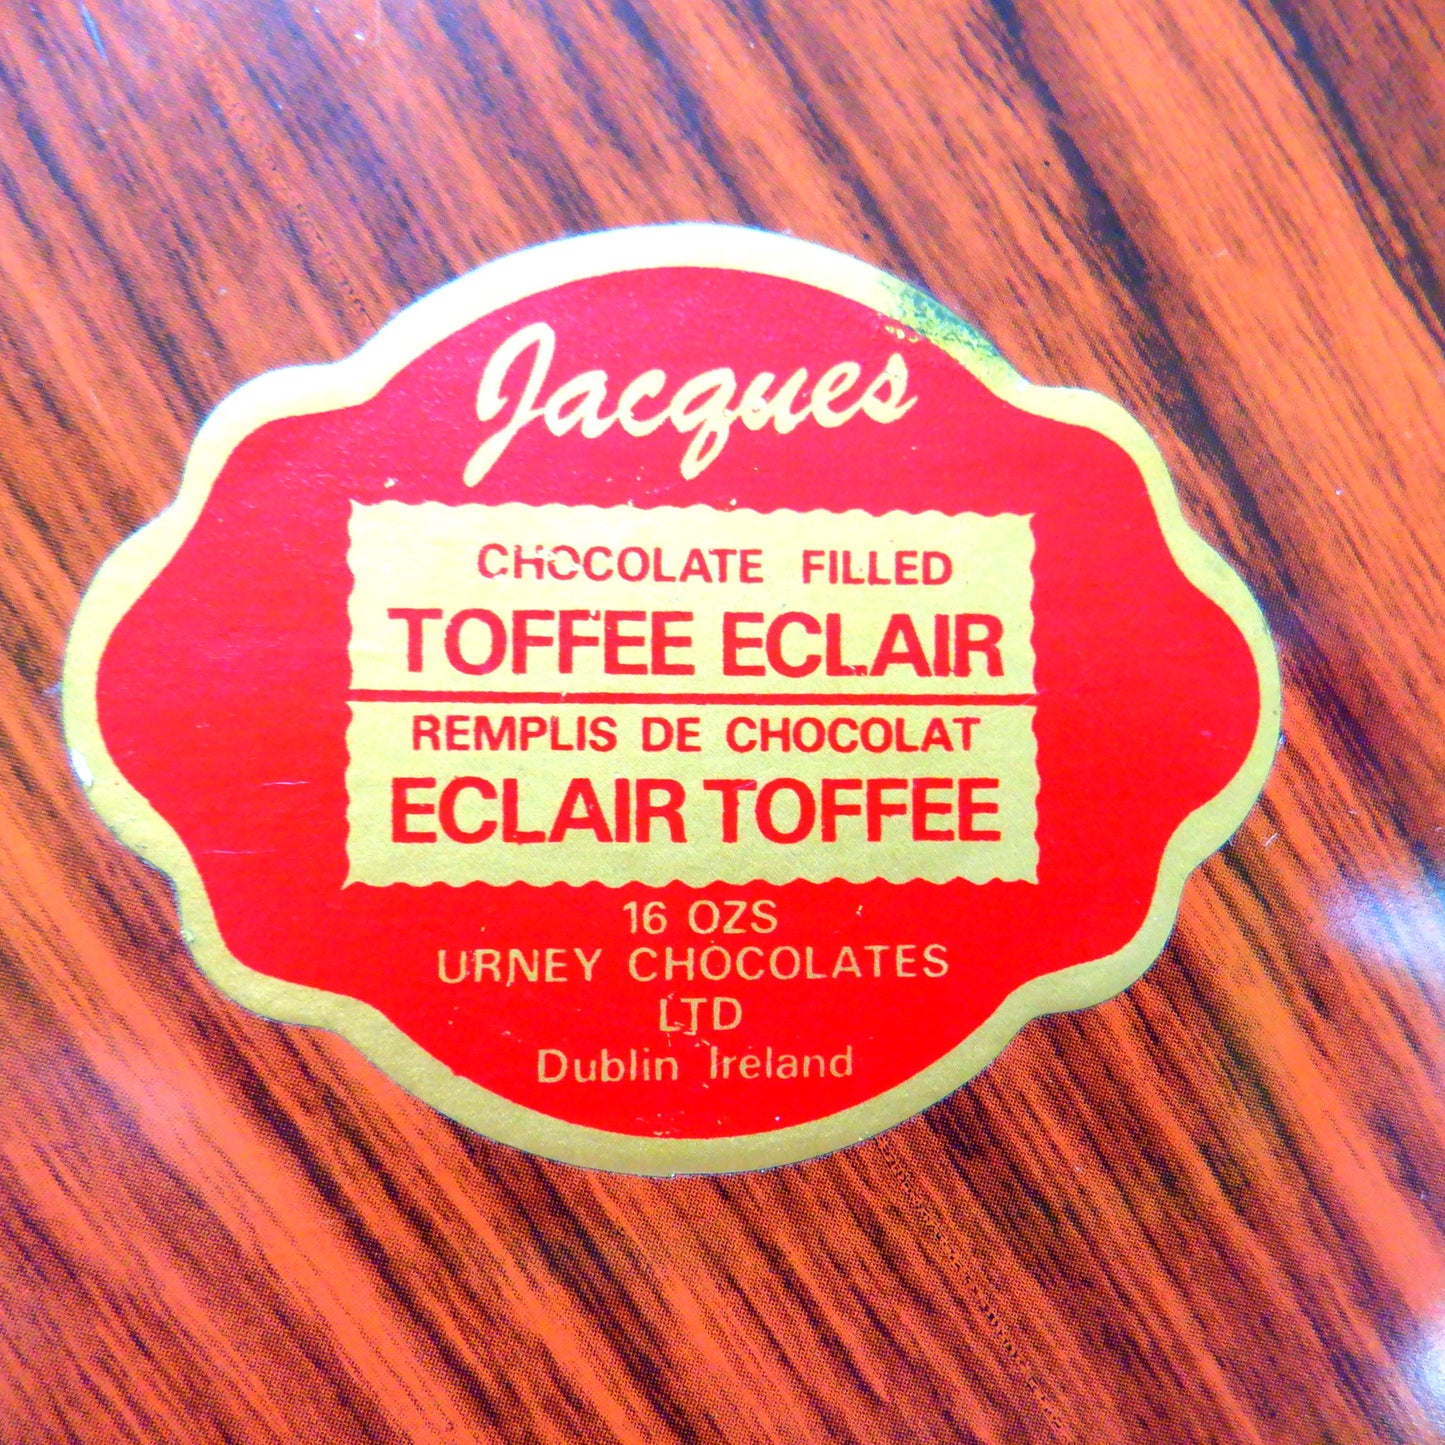 Jacques
CHOCOLATE FILLED
TOFFEE ECLAIR
REMPLIS DE CHOCOLAT
ECLAIR TOFFEE
16 OZS
URNEY CHOCOLATES
LTD
Dublin Ireland